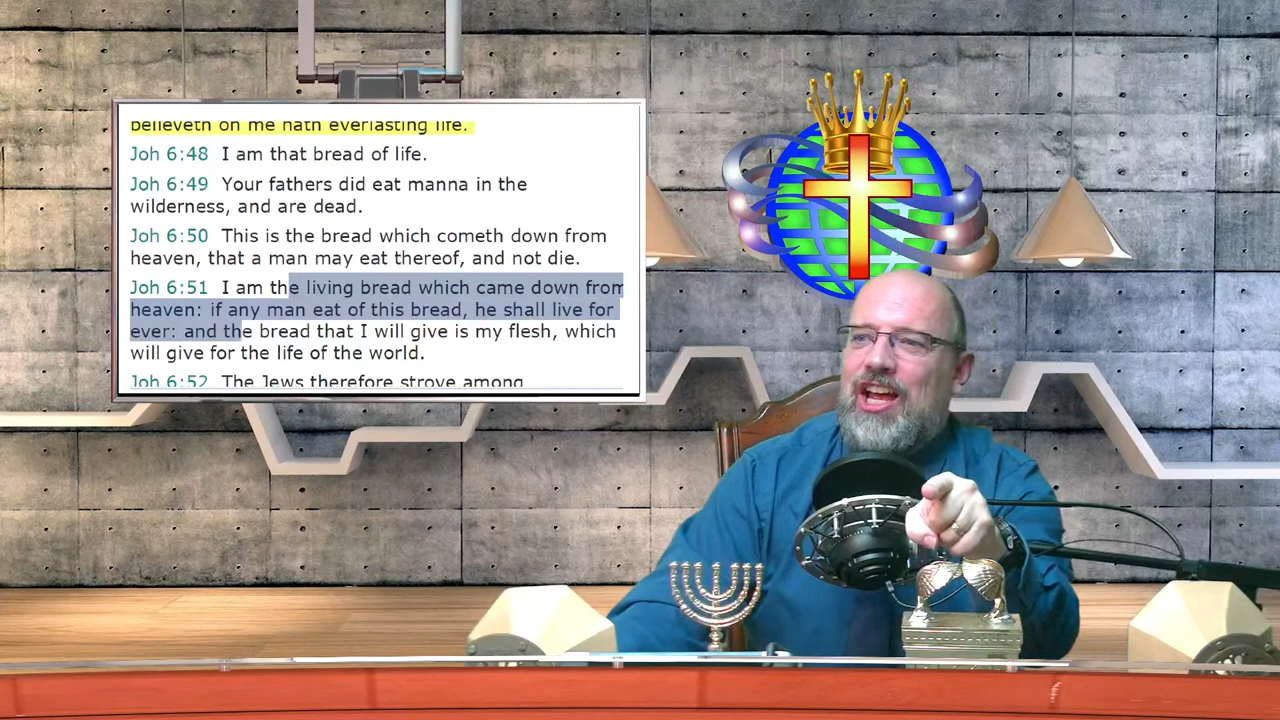 believeth on me hath everlasting life.
Joh 6:48 I am that bread of life.
Joh 6:49 Your fathers did eat manna in the
wilderness, and are dead.
Joh 6:50 This is the bread which cometh down from
heaven, that a man may eat thereof, and not die.
Joh 6:51 I am the living bread which came down from
heaven: if any man eat of this bread, he shall live for
ever: and the bread that I will give is my flesh, which
will give for the life of the world.
Joh 6:52 The Jews therefore strove among